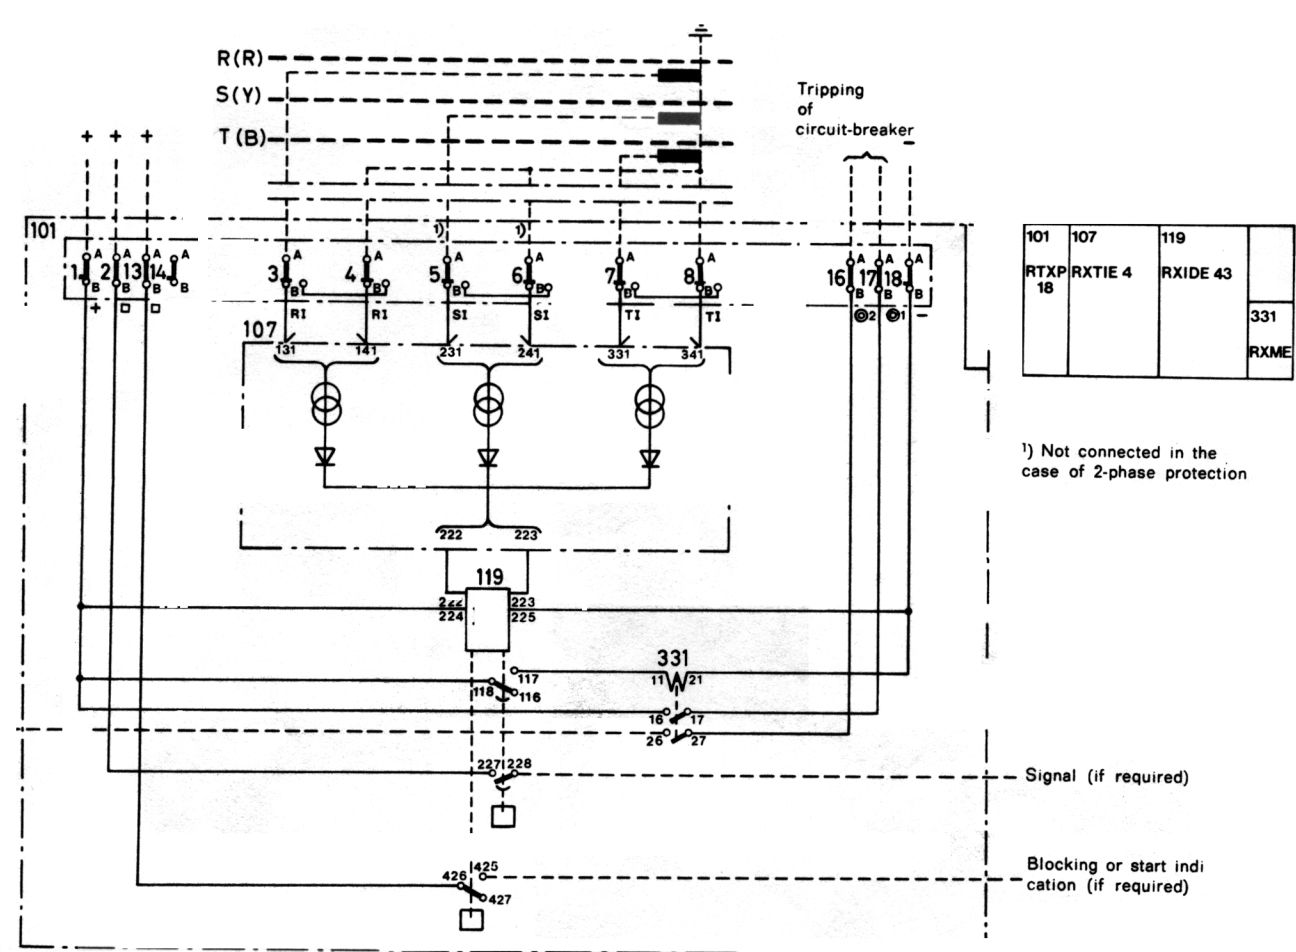 R(R)
S(Y)
T(B)
Tripping
of
circuit-breaker
+ + +
−
101
1) 1)
A A A A A A A A A A A A A
1 2 13 14 3 4 5 6 7 8 16 17 18
B B B B B B B B B B B B B
+
RI RI SI SI TI TI
2 1 −
107
131 141 231 241 331 341
222 223
119
222 223
224 225
331
117 11 21
118 116
16 17
26 27
227 228
Signal (if required)
425
426
427
Blocking or start indi
cation (if required)
101 107 119
RTXP RXTIE 4 RXIDE 43
18
331
RXME
1) Not connected in the
case of 2-phase protection